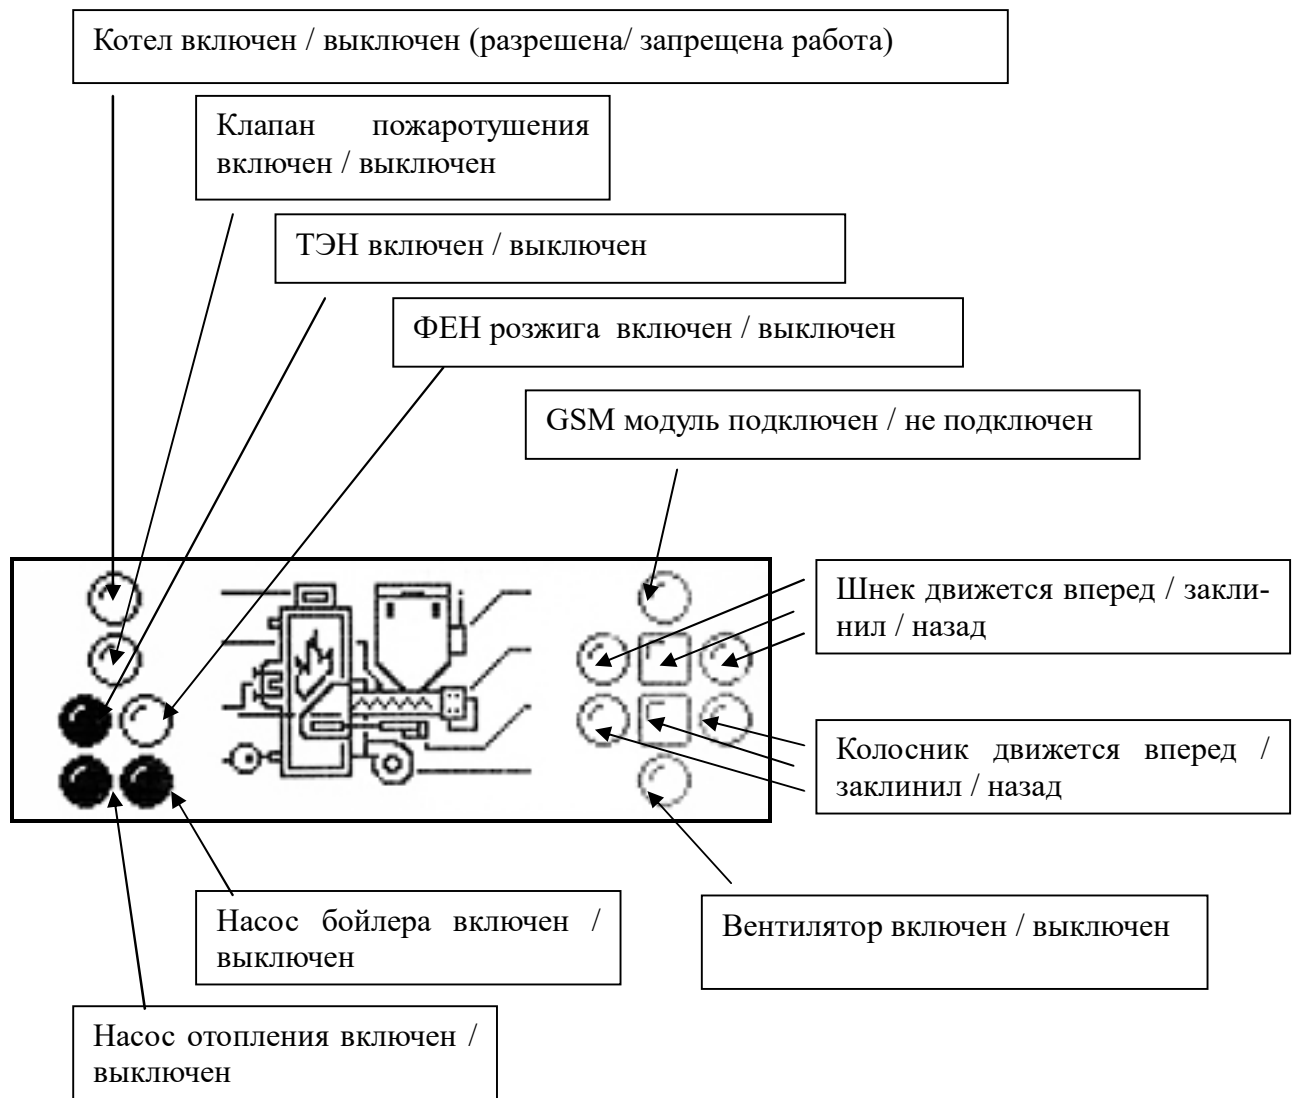 Котел включен / выключен (разрешена/ запрещена работа)
Клапан пожаротушения
включен / выключен
ТЭН включен / выключен
ФЕН розжига включен / выключен
GSM модуль подключен / не подключен
Шнек движется вперед / закли-
нил / назад
Колосник движется вперед /
заклинил / назад
Насос бойлера включен /
выключен
Вентилятор включен / выключен
Насос отопления включен /
выключен